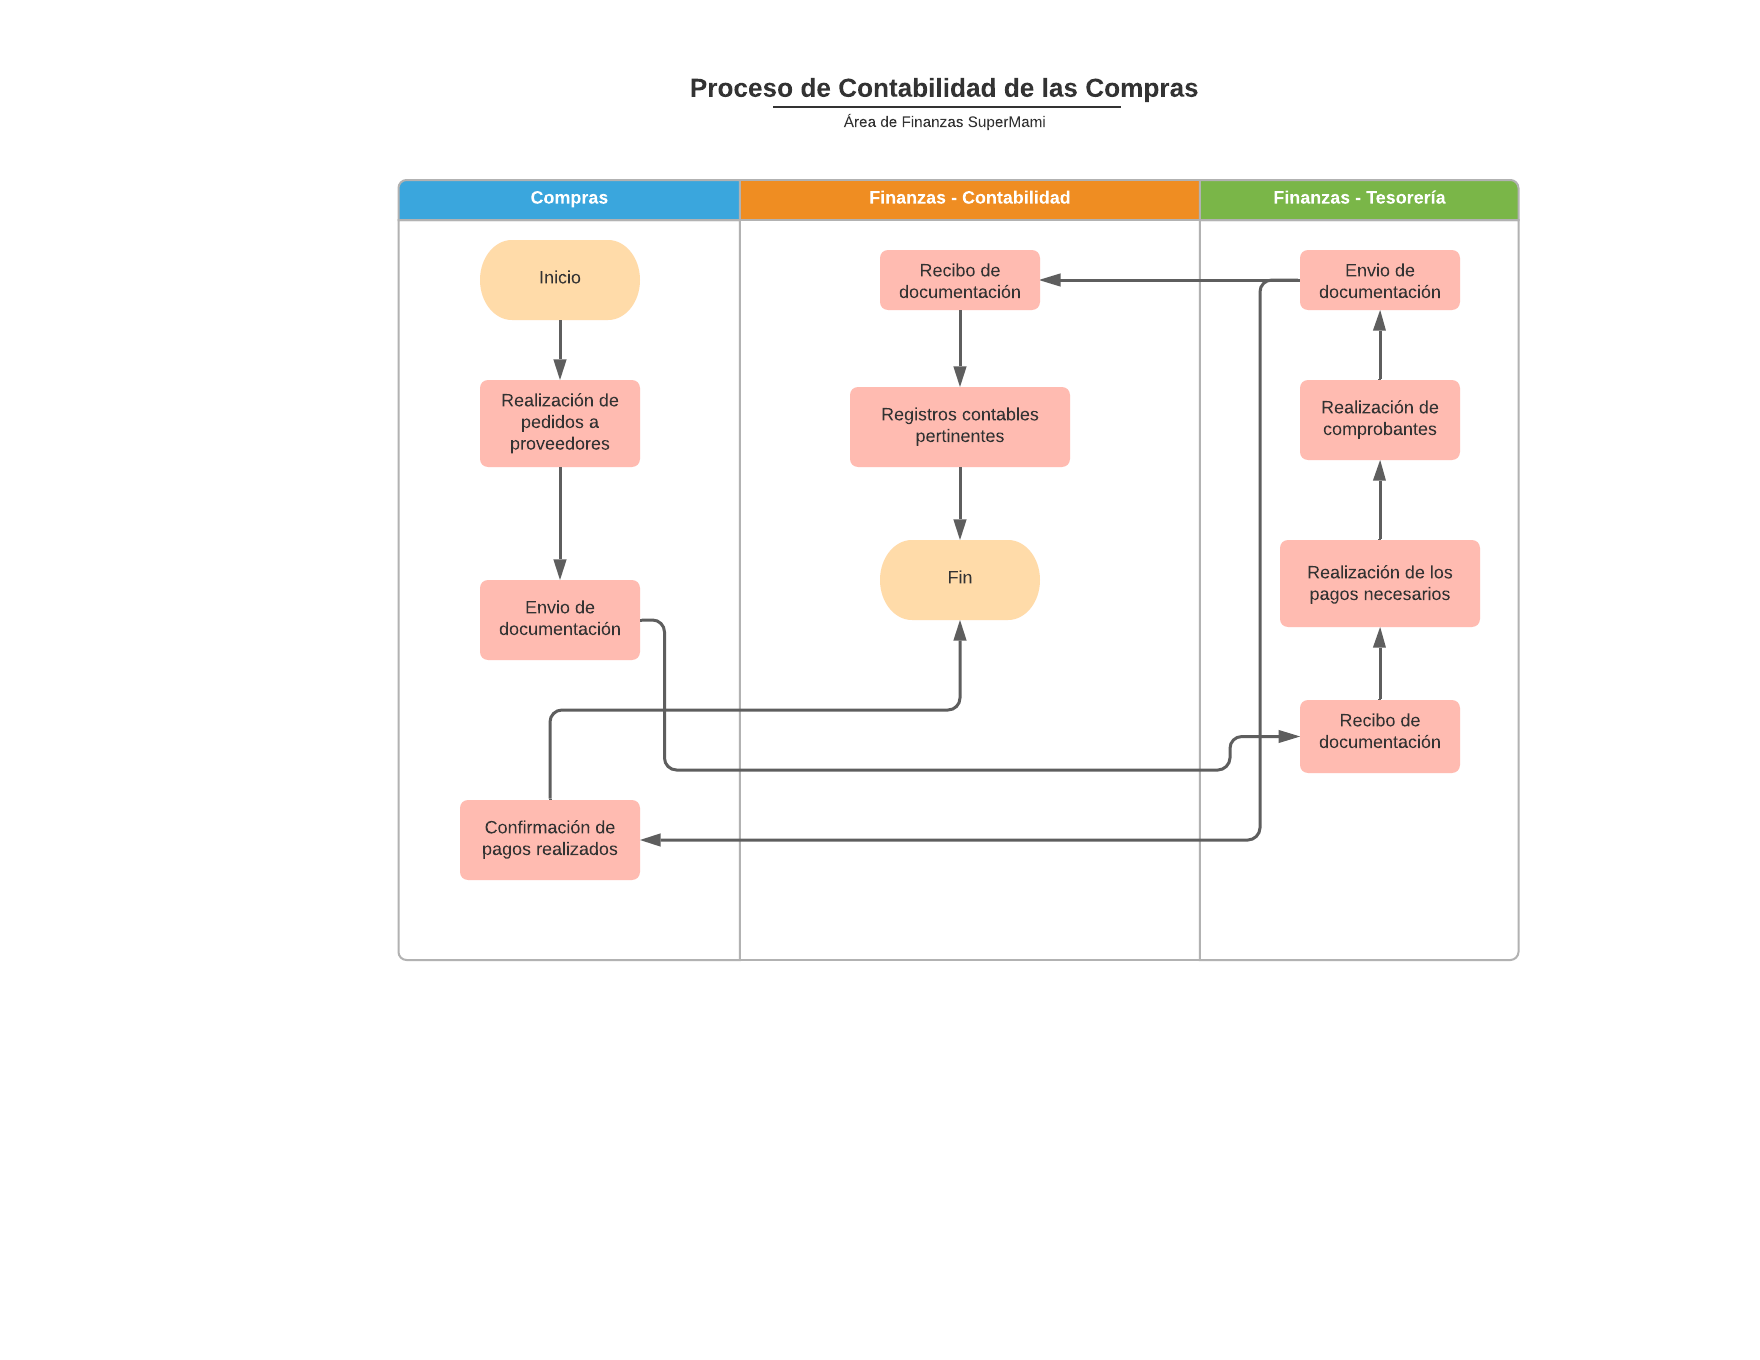 Proceso de Contabilidad de las Compras
Área de Finanzas SuperMami
Compras
Finanzas - Contabilidad
Finanzas - Tesorería
Inicio
Realización de
pedidos a
proveedores
Envio de
documentación
Confirmación de
pagos realizados
Recibo de
documentación
Registros contables
pertinentes
Fin
Envio de
documentación
Realización de
comprobantes
Realización de los
pagos necesarios
Recibo de
documentación